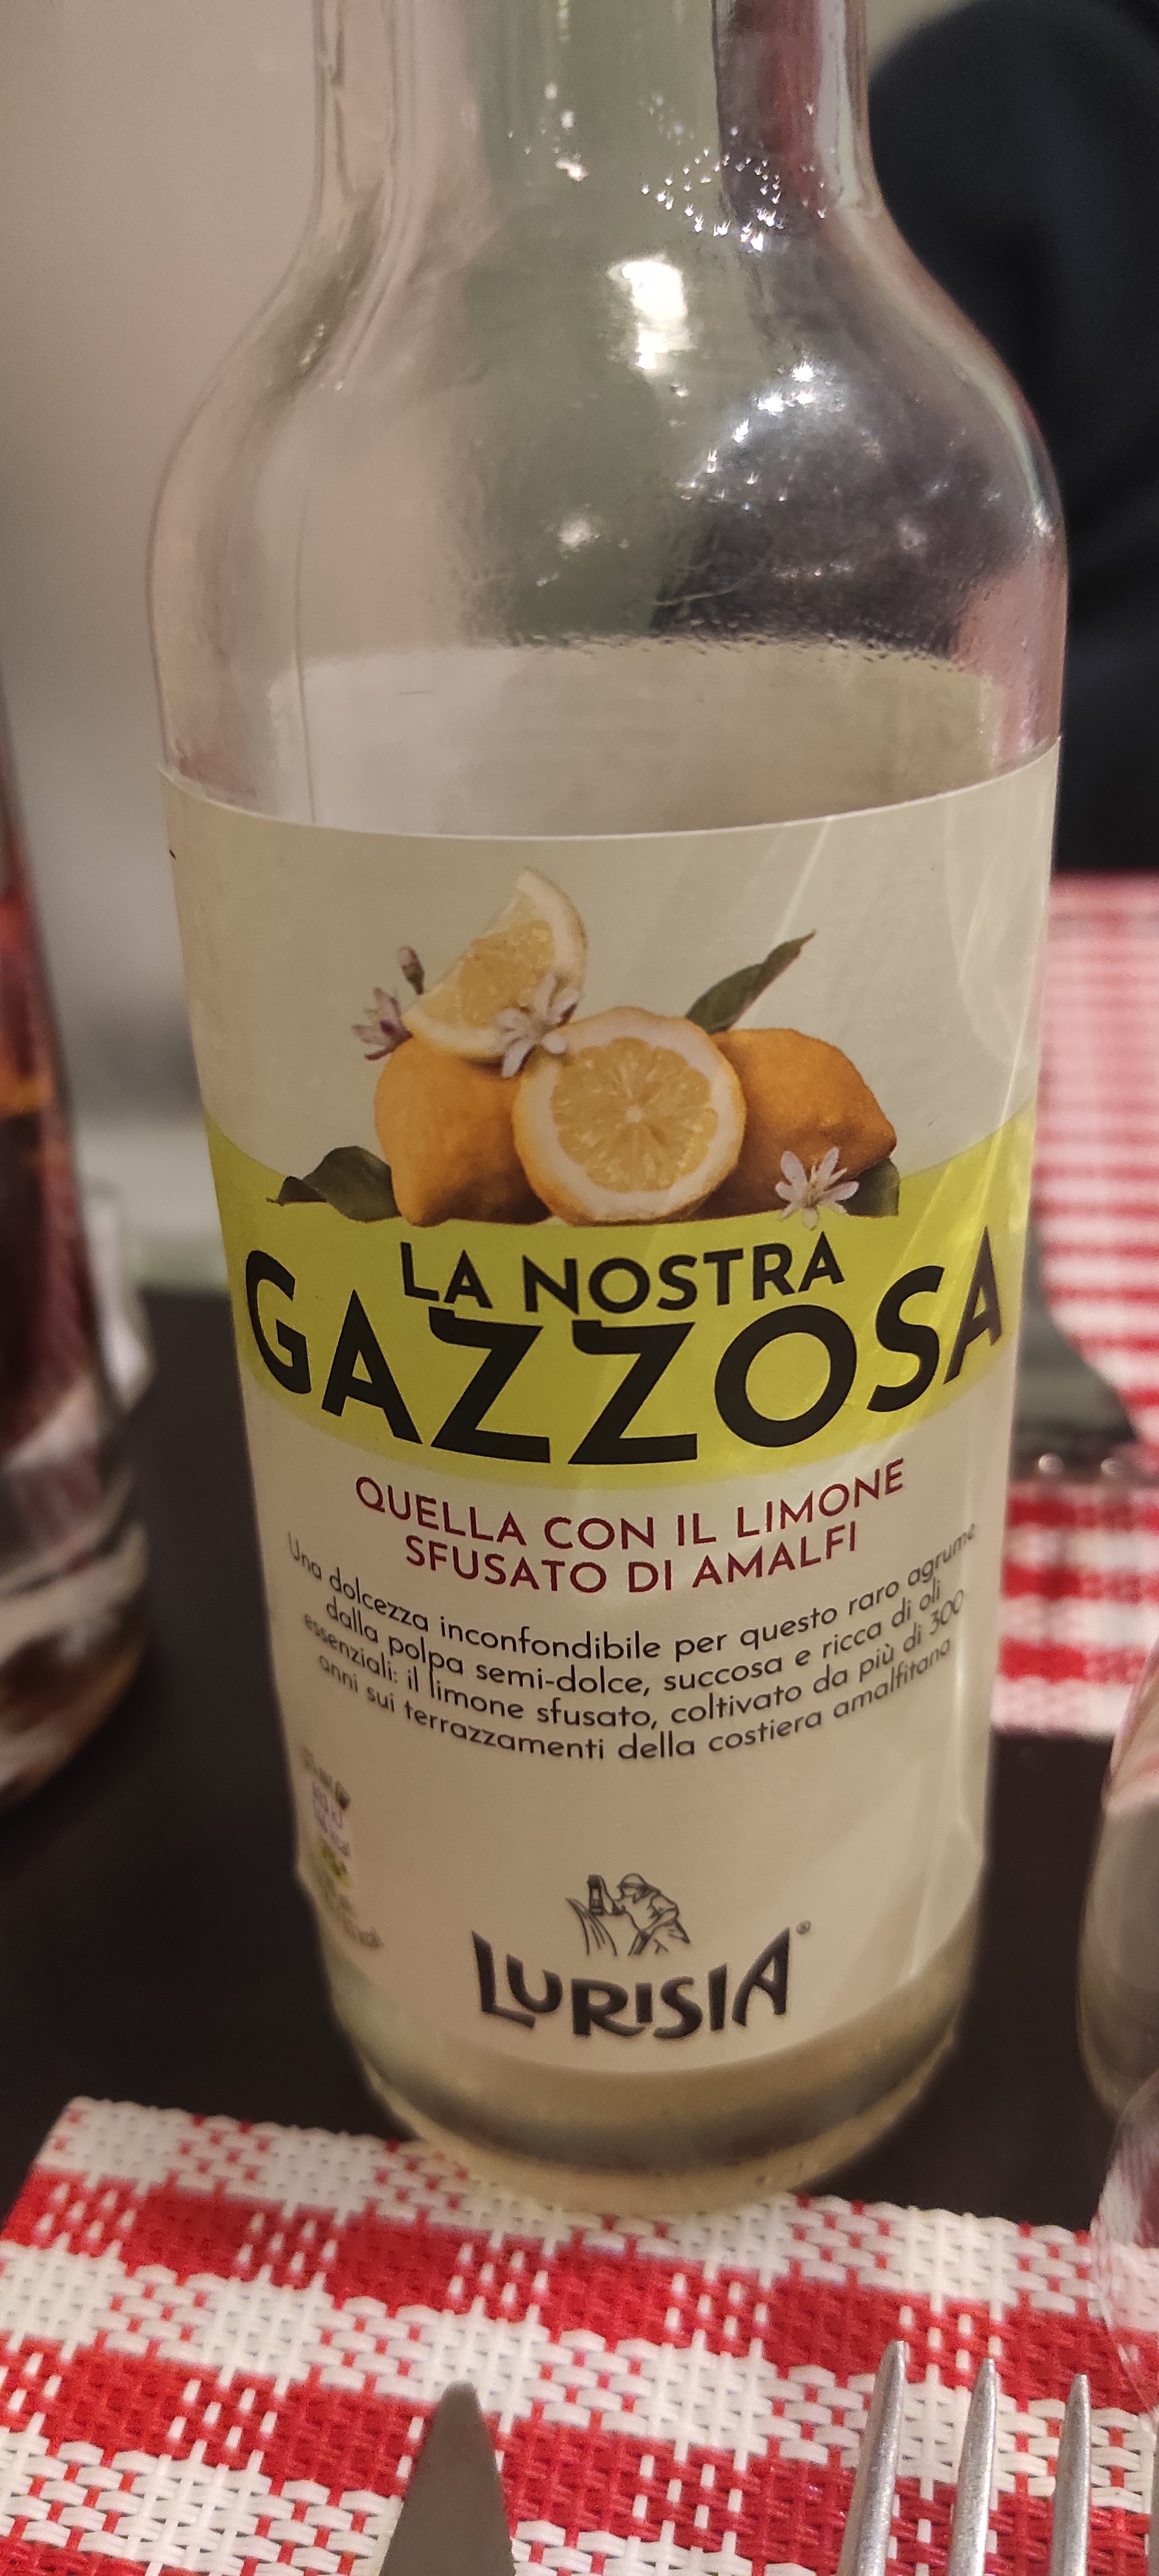 LA NOSTRA
GAZZOSA
QUELLA CON IL LIMONE
SFUSATO DI AMALFI
Una dolcezza inconfondibile per questo raro agrume
dalla polpa semi-dolce, succosa e ricca di oli
essenziali: il limone sfusato, coltivato da più di 300
anni sui terrazzamenti della costiera amalfitana
LURISIA®